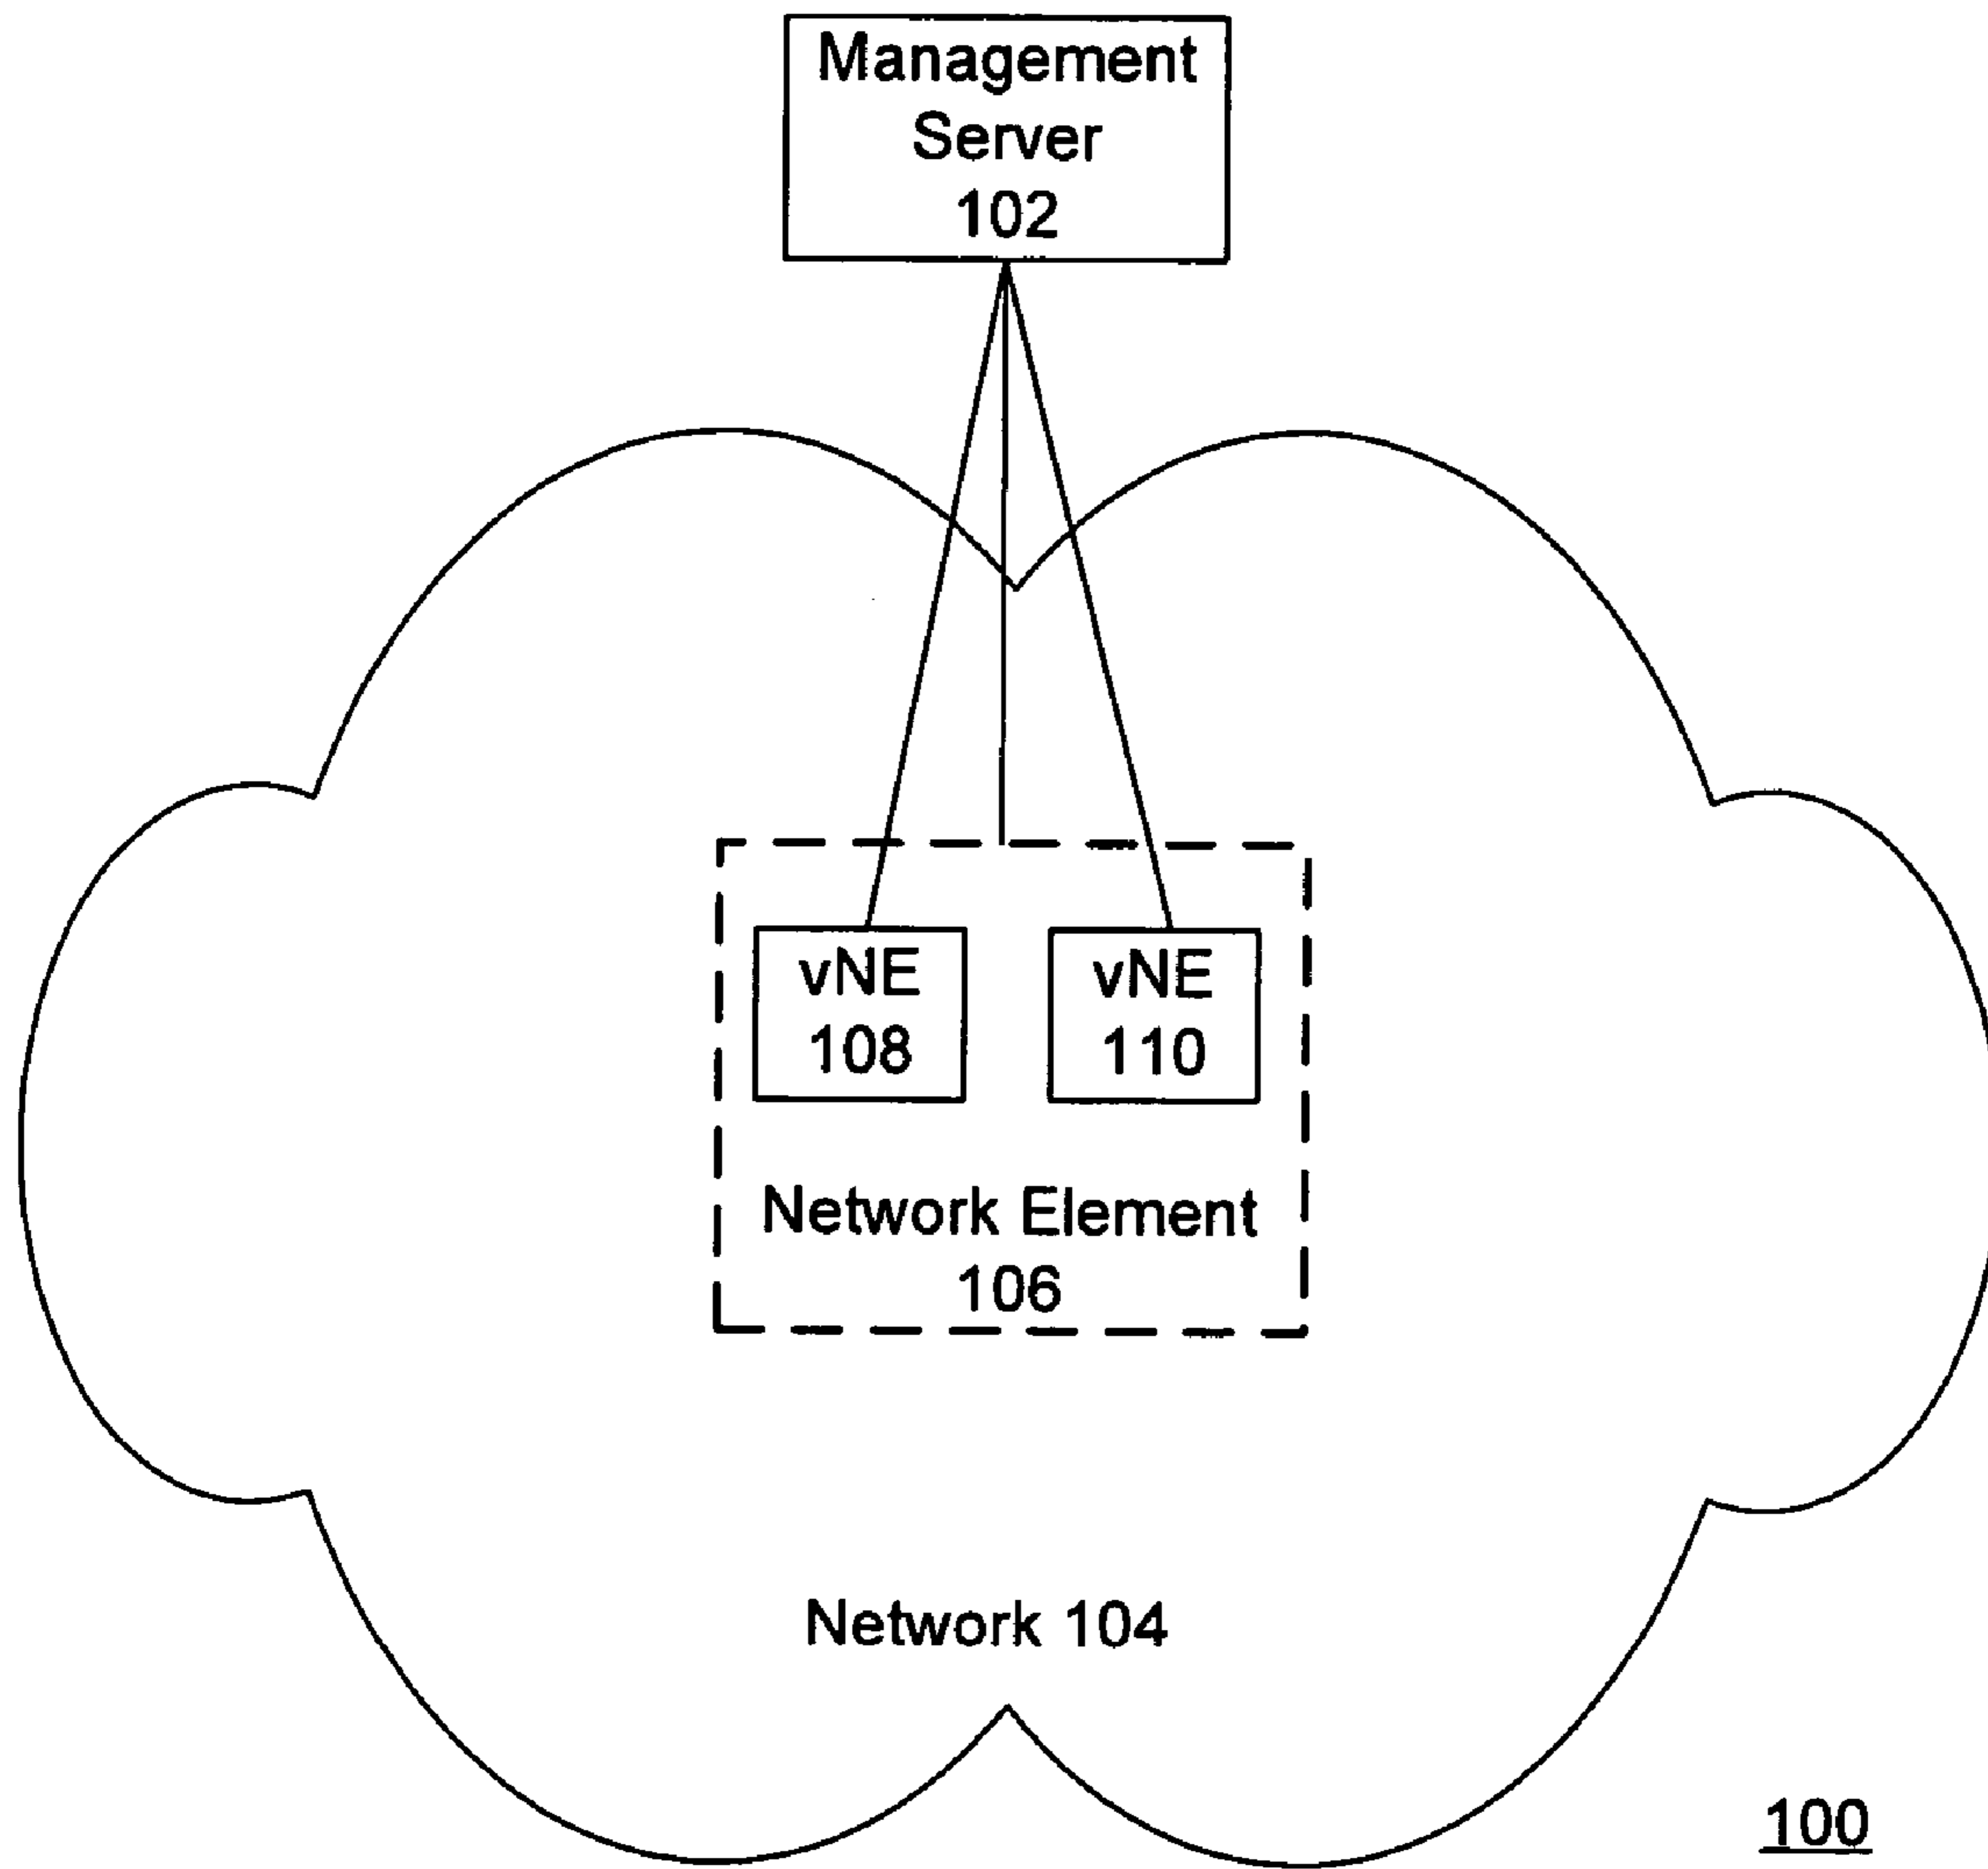 Management
Server
102
vNE
108
vNE
110
Network Element
106
Network 104
100